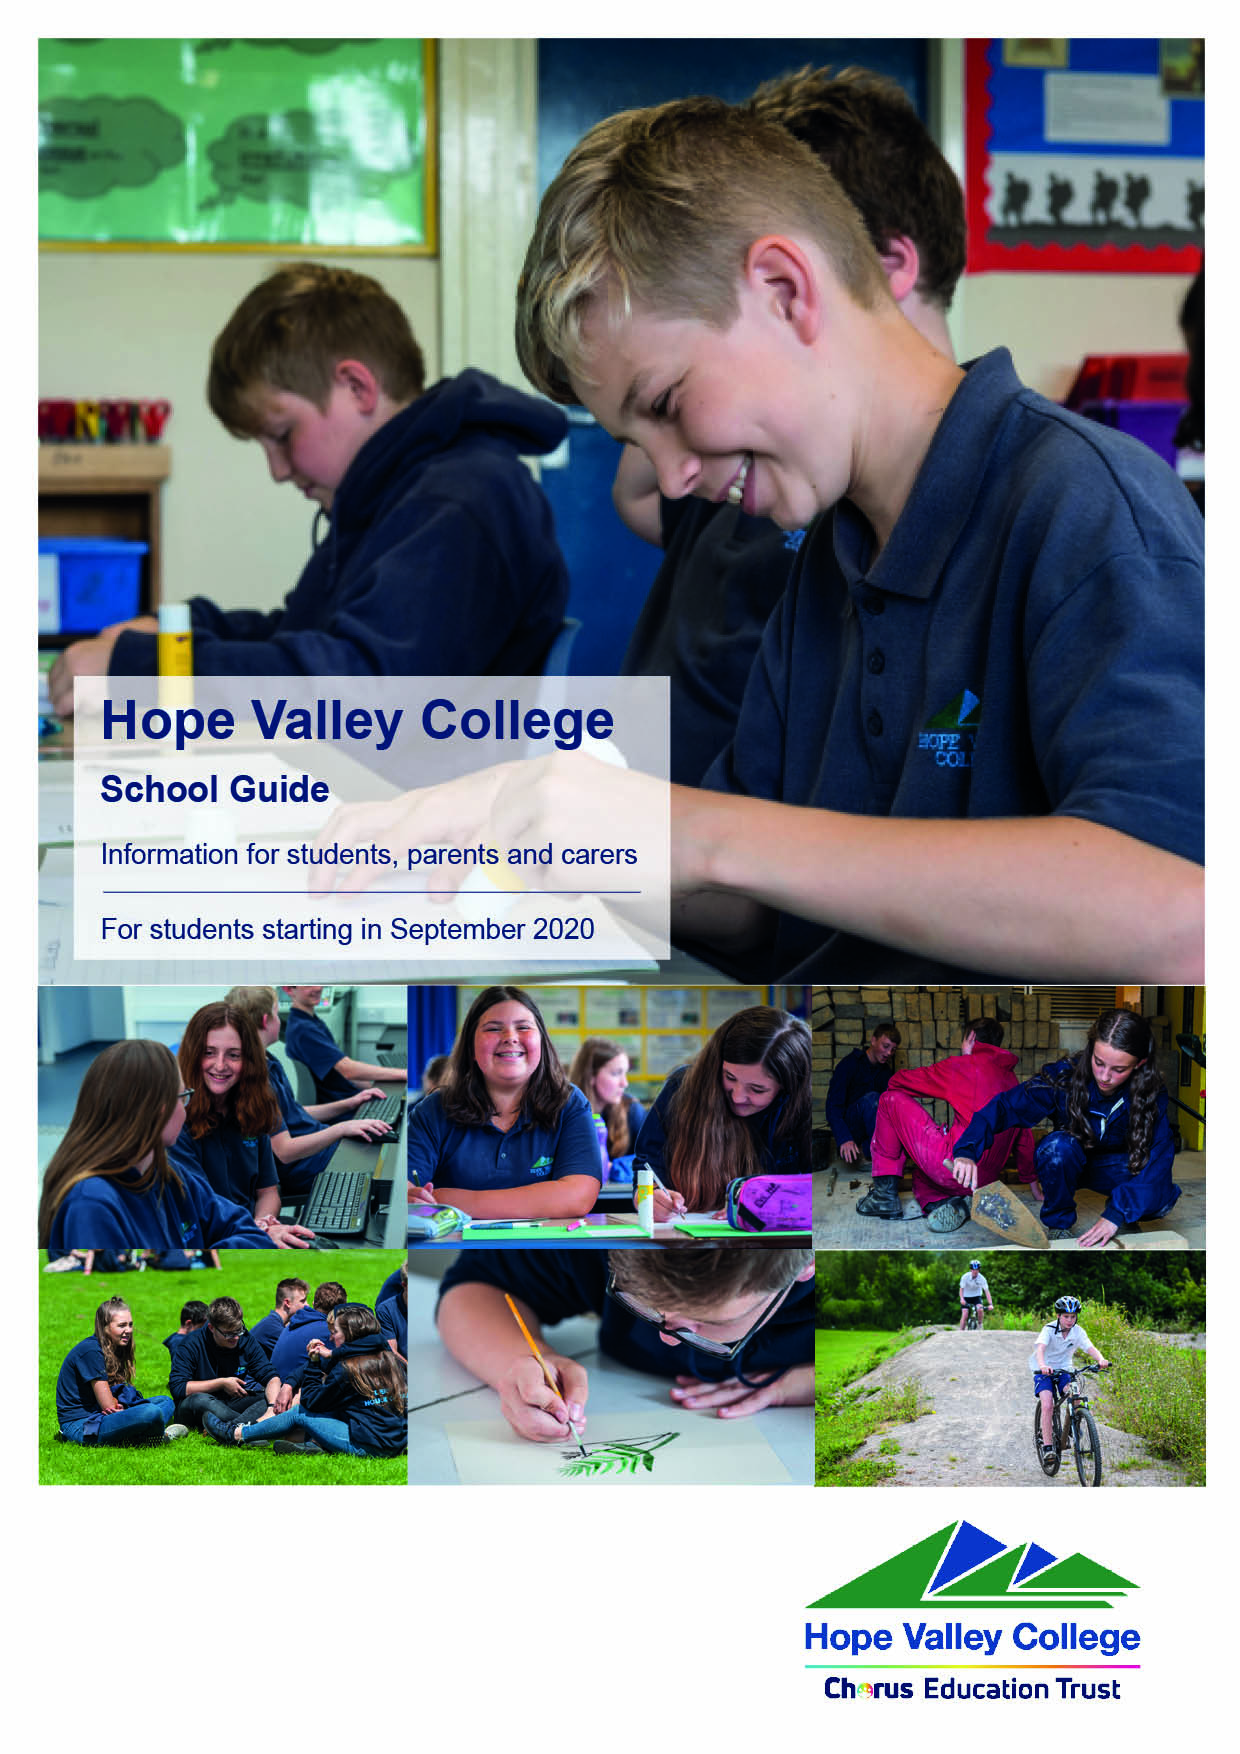 Hope Valley College
School Guide
Information for students, parents and carers
For students starting in September 2020
Hope Valley College
Chorus Education Trust